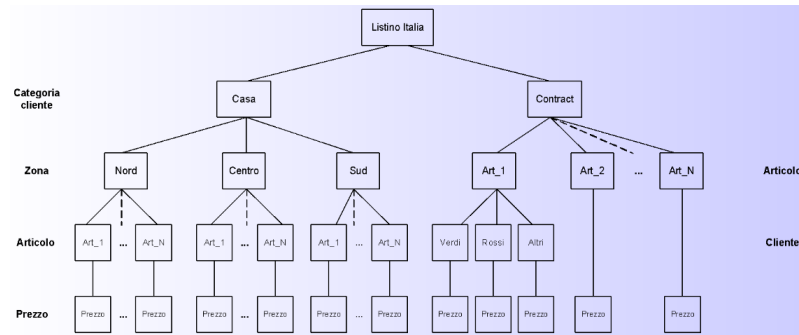 Listino Italia
Categoria
cliente
Casa
Contract
Zona
Nord
Centro
Sud
Art_1
Art_2
...
Art_N
Articolo
Articolo
Art_1
...
Art_N
Art_1
...
Art_N
Art_1
...
Art_N
Verdi
Rossi
Altri
Cliente
Prezzo
Prezzo
...
Prezzo
Prezzo
...
Prezzo
Prezzo
...
Prezzo
Prezzo
Prezzo
Prezzo
Prezzo
Prezzo